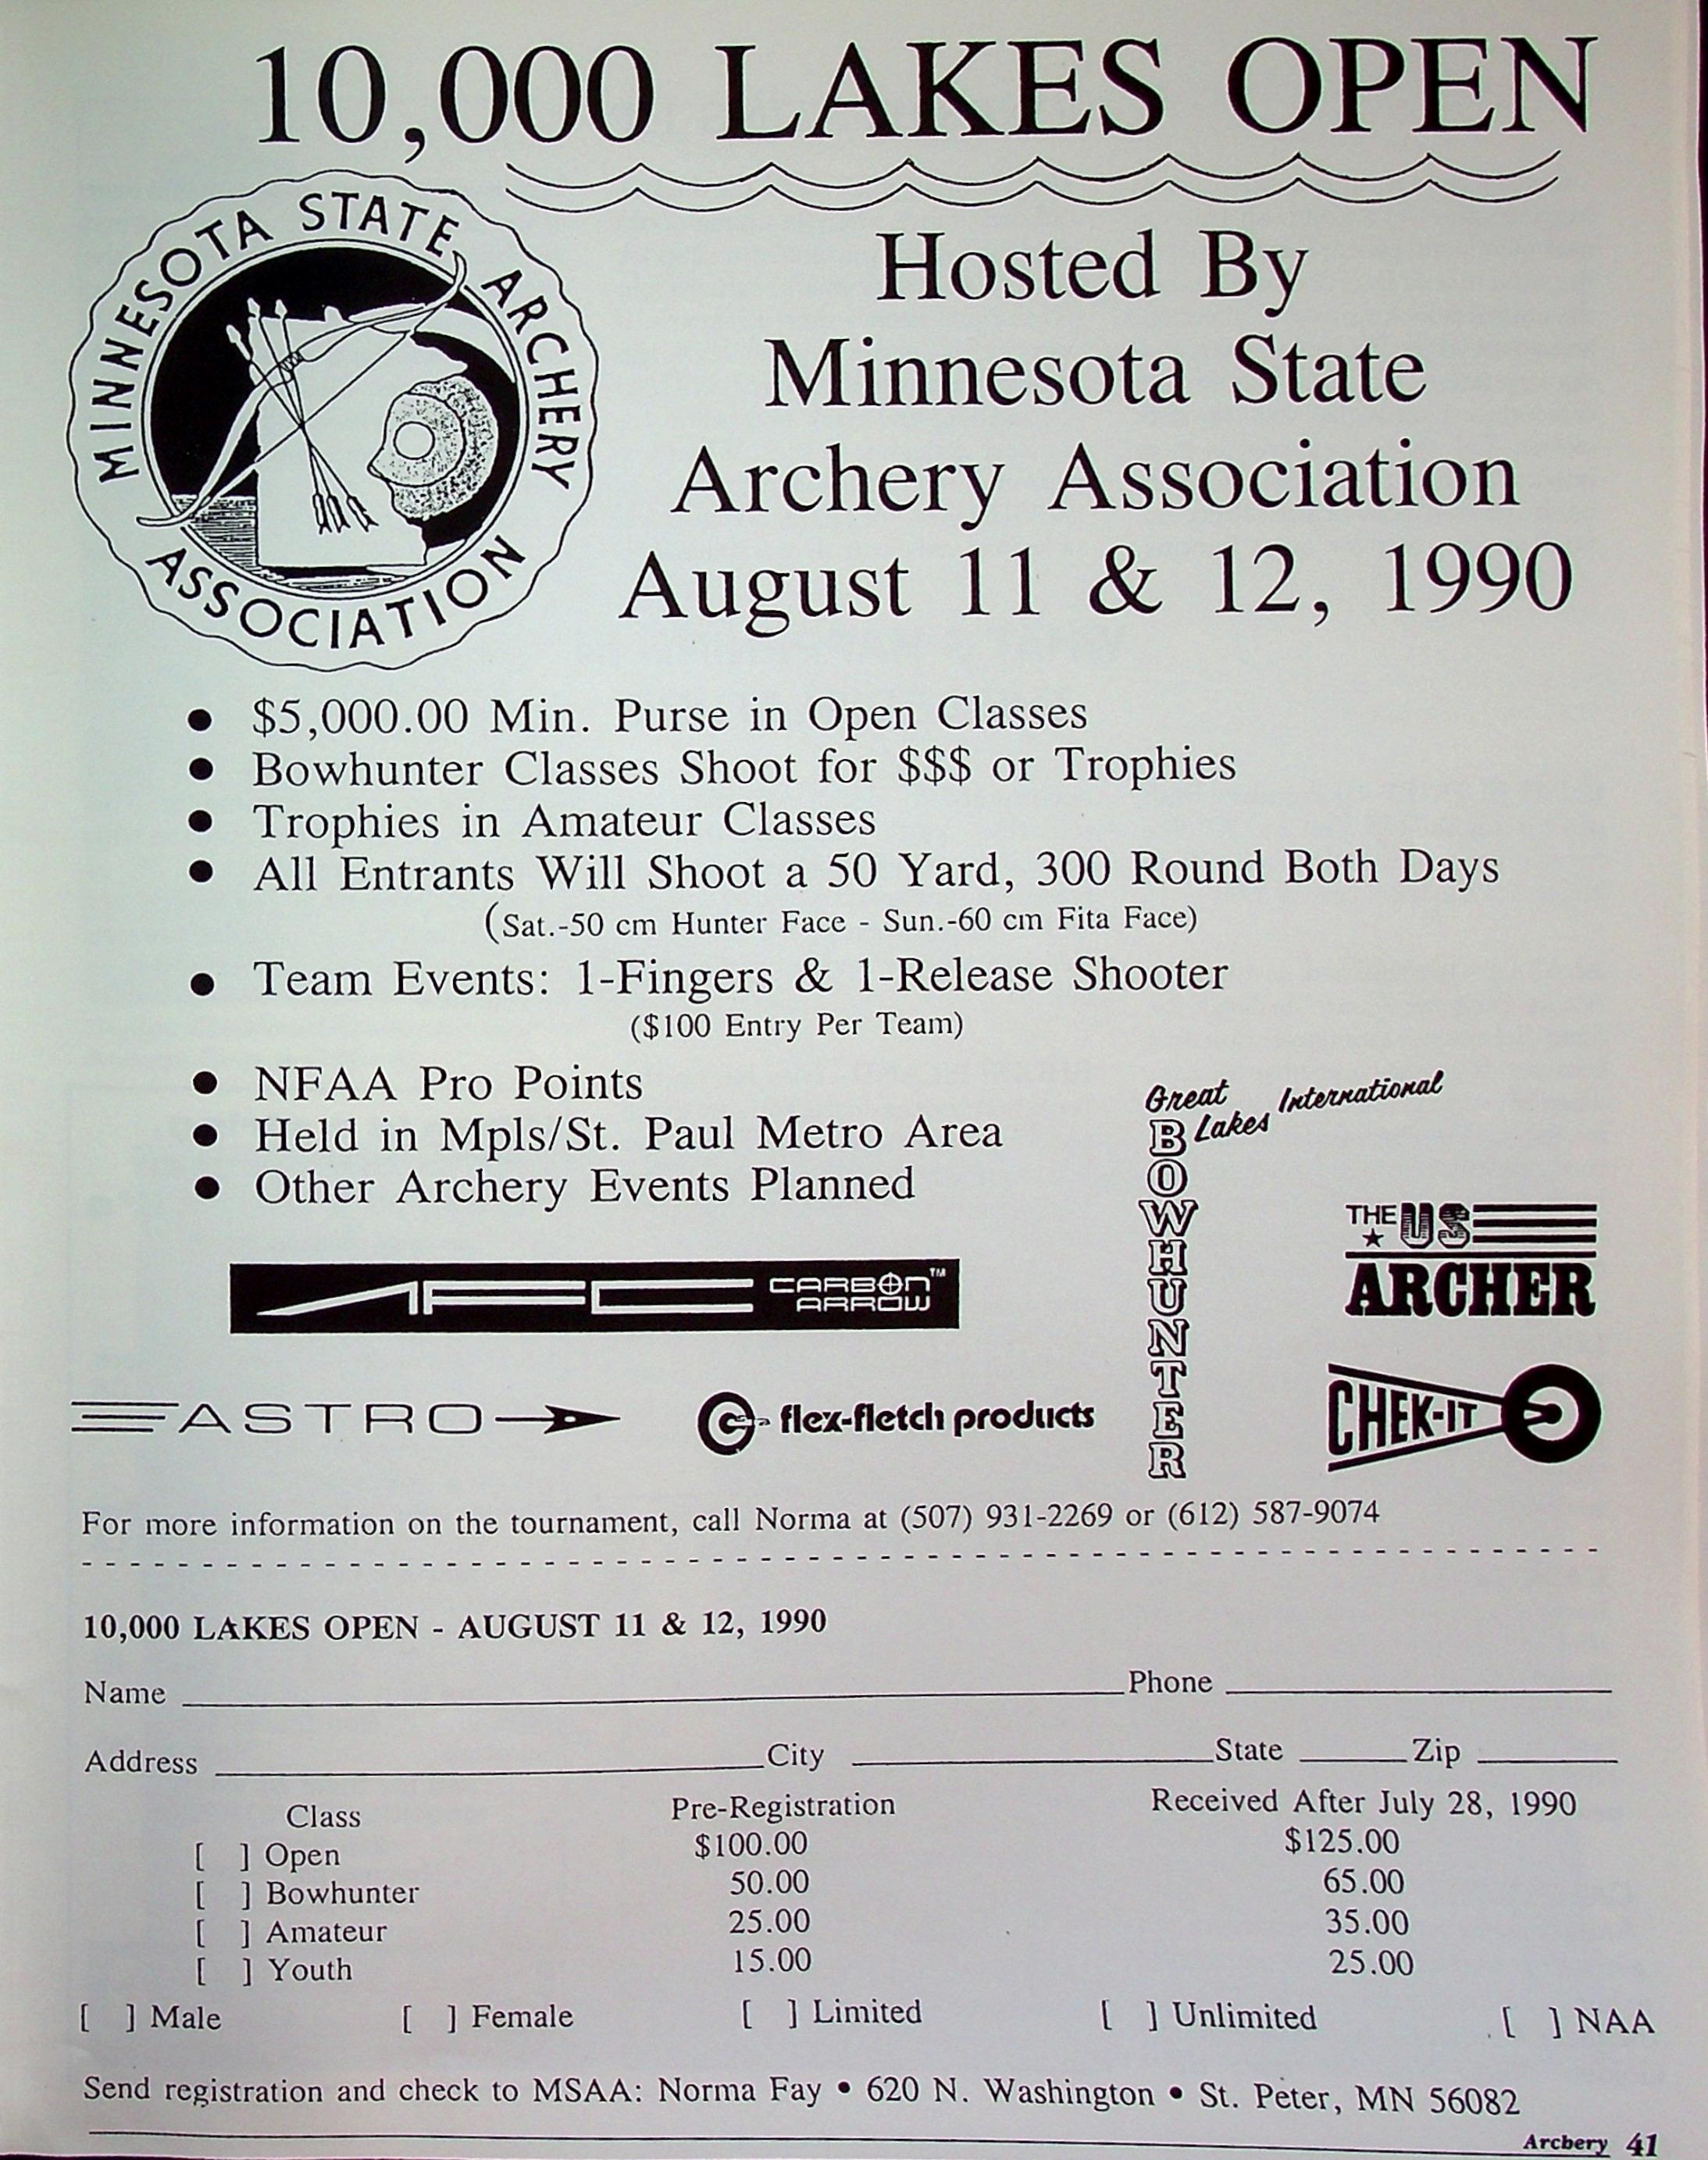 10,000 LAKES OPEN
MINNESOTA STATE ARCHERY
ASSOCIATION
Hosted By
Minnesota State
Archery Association
August 11 & 12, 1990
• $5,000.00 Min. Purse in Open Classes
• Bowhunter Classes Shoot for $$$ or Trophies
• Trophies in Amateur Classes
• All Entrants Will Shoot a 50 Yard, 300 Round Both Days
(Sat.-50 cm Hunter Face - Sun.-60 cm Fita Face)
• Team Events: 1-Fingers & 1-Release Shooter
($100 Entry Per Team)
• NFAA Pro Points
• Held in Mpls/St. Paul Metro Area
• Other Archery Events Planned
Great Lakes International
BOWHUNTER
THE US
ARCHER
AFC CARBON™
ARROW
ASTRO
flex-fletch products
CHEK-IT
For more information on the tournament, call Norma at (507) 931-2269 or (612) 587-9074
10,000 LAKES OPEN - AUGUST 11 & 12, 1990
Name Phone
Address City State Zip
Class Pre-Registration Received After July 28, 1990
[ ] Open $100.00 $125.00
[ ] Bowhunter 50.00 65.00
[ ] Amateur 25.00 35.00
[ ] Youth 15.00 25.00
[ ] Male [ ] Female [ ] Limited [ ] Unlimited [ ] NAA
Send registration and check to MSAA: Norma Fay • 620 N. Washington • St. Peter, MN 56082
Archery 41